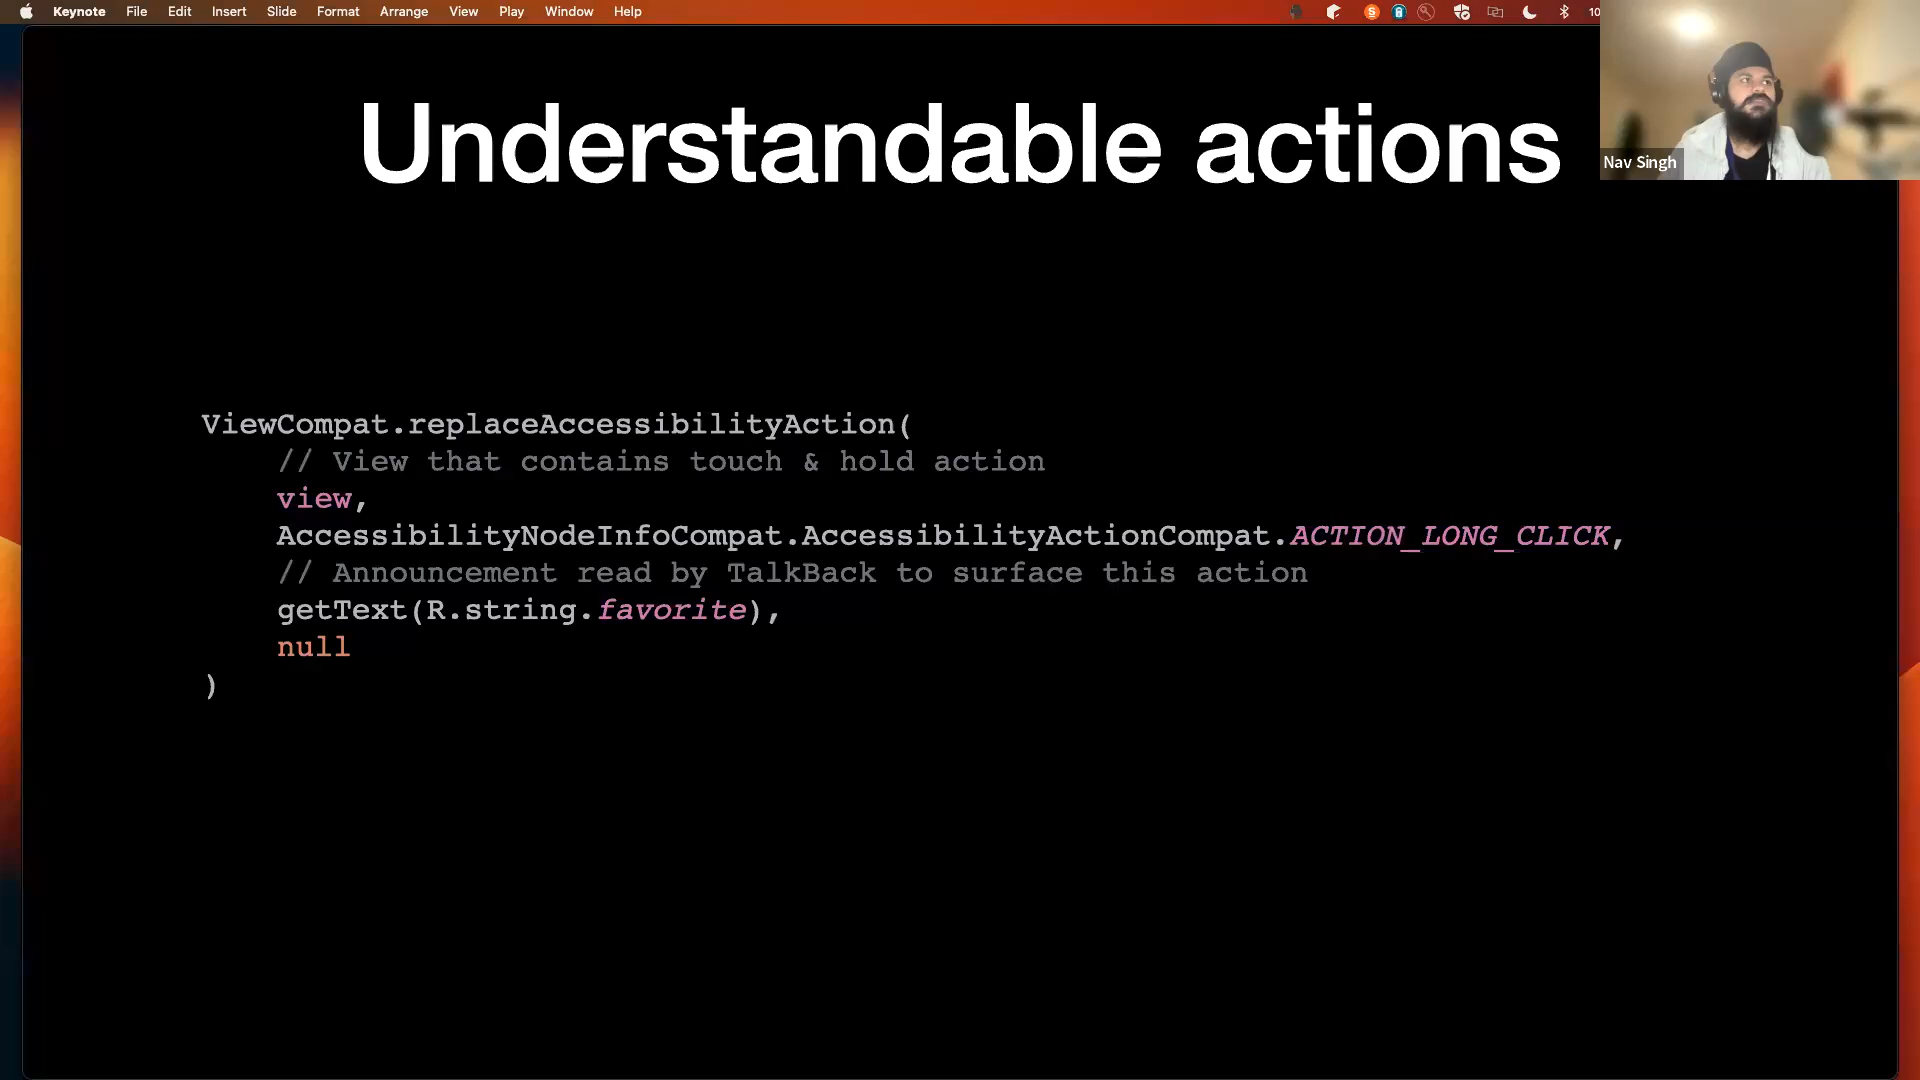 Keynote File Edit Insert Slide Format Arrange View Play Window Help 10
Understandable actions
Nav Singh
ViewCompat.replaceAccessibilityAction(
// View that contains touch & hold action
view,
AccessibilityNodeInfoCompat.AccessibilityActionCompat.ACTION_LONG_CLICK,
// Announcement read by TalkBack to surface this action
getText(R.string.favorite),
null
)